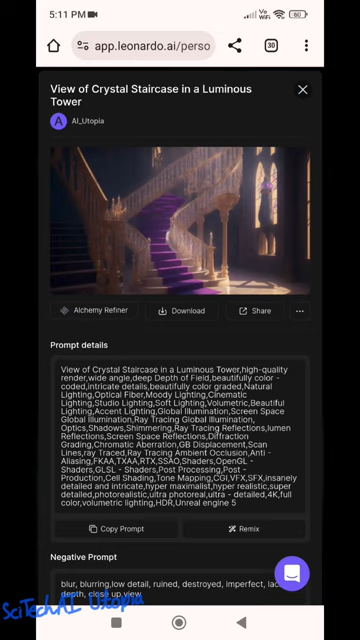 5:11 PM
Vo
WiFi
60
app.leonardo.ai/perso
30
View of Crystal Staircase in a Luminous
Tower
A
AI_Utopia
Alchemy Refiner
Download
Share
Prompt details
View of Crystal Staircase in a Luminous Tower,high-quality
render,wide angle,deep Depth of Field,beautifully color -
coded,intricate details,beautifully color graded,Natural
Lighting,Optical Fiber,Moody Lighting,Cinematic
Lighting,Studio Lighting,Soft Lighting,Volumetric,Beautiful
Lighting,Accent Lighting,Global Illumination,Screen Space
Global Illumination,Ray Tracing Global Illumination,
Optics,Shadows,Shimmering,Ray Tracing Reflections,lumen
Reflections,Screen Space Reflections,Diffraction
Grading,Chromatic Aberration,GB Displacement,Scan
Lines,ray Traced,Ray Tracing Ambient Occlusion,Anti -
Aliasing,FKAA,TXAA,RTX,SSAO,Shaders,OpenGL -
Shaders,GLSL - Shaders,Post Processing,Post -
Production,Cell Shading,Tone Mapping,CGI,VFX,SFX,insanely
detailed and intricate,hyper maximalist,hyper realistic,super
detailed,photorealistic,ultra photoreal,ultra - detailed,4K,full
color,volumetric lighting,HDR,Unreal engine 5
Copy Prompt
Remix
Negative Prompt
blur, blurring,low detail, ruined, destroyed, imperfect, lac
depth, close up,view
SciTechAI Utopia